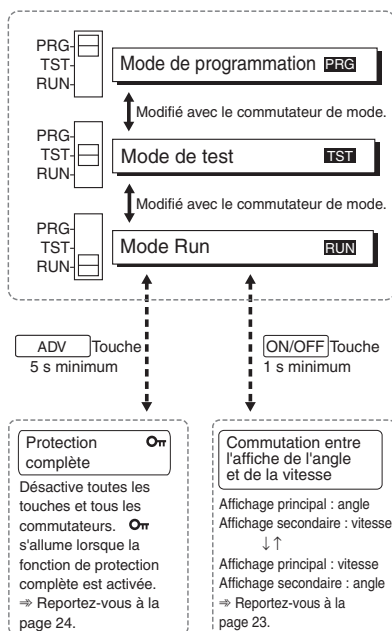 PRG
TST
RUN
Mode de programmation PRG
Modifié avec le commutateur de mode.
PRG
TST
RUN
Mode de test TST
Modifié avec le commutateur de mode.
PRG
TST
RUN
Mode Run RUN
ADV Touche
5 s minimum
ON/OFF Touche
1 s minimum
Protection
complète
Désactive toutes les
touches et tous les
commutateurs.
s'allume lorsque la
fonction de protection
complète est activée.
⇒ Reportez-vous à la
page 24.
Commutation entre
l'affiche de l'angle
et de la vitesse
Affichage principal : angle
Affichage secondaire : vitesse
↓↑
Affichage principal : vitesse
Affichage secondaire : angle
⇒ Reportez-vous à la
page 23.